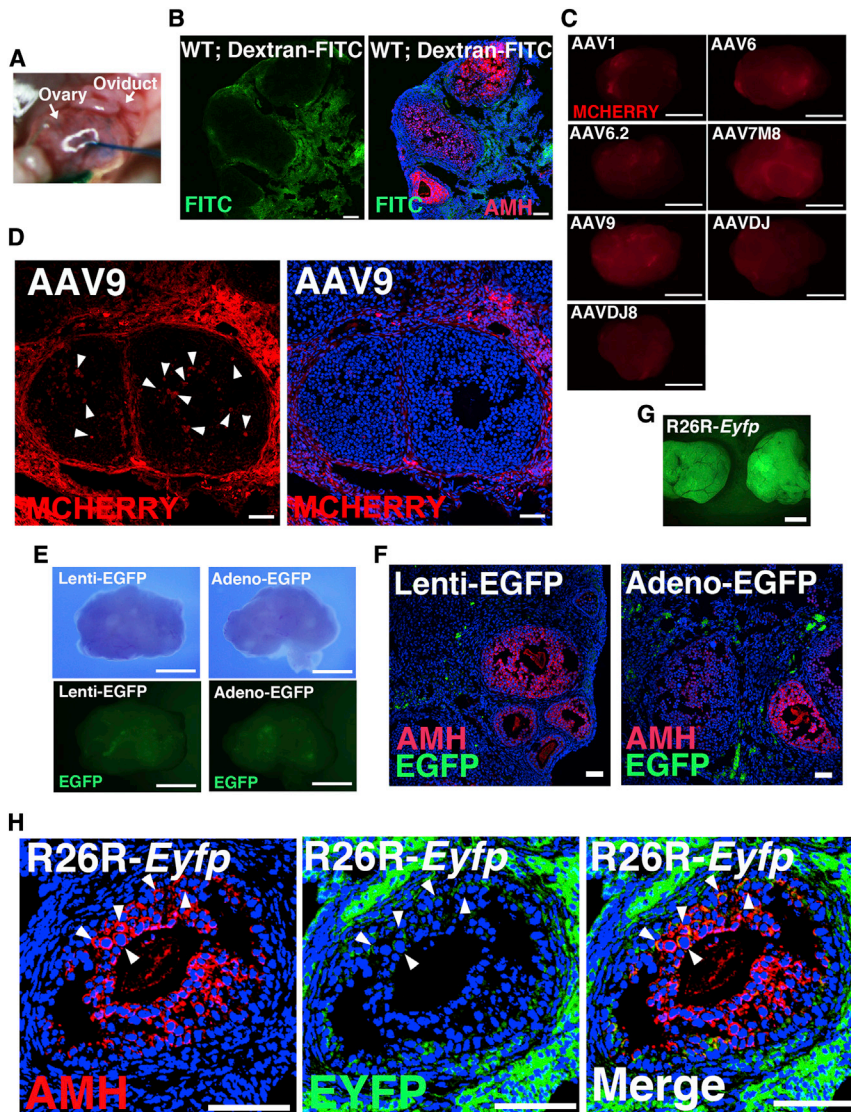 A
Ovary
Oviduct
B
WT; Dextran-FITC
FITC
WT; Dextran-FITC
FITC
AMH
C
AAV1
MCHERRY
AAV6
AAV6.2
AAV7M8
AAV9
AAVDJ
AAVDJ8
D
AAV9
MCHERRY
AAV9
MCHERRY
E
Lenti-EGFP
Adeno-EGFP
Lenti-EGFP
EGFP
Adeno-EGFP
EGFP
F
Lenti-EGFP
AMH
EGFP
Adeno-EGFP
AMH
EGFP
G
R26R-Eyfp
H
R26R-Eyfp
AMH
R26R-Eyfp
EYFP
R26R-Eyfp
Merge